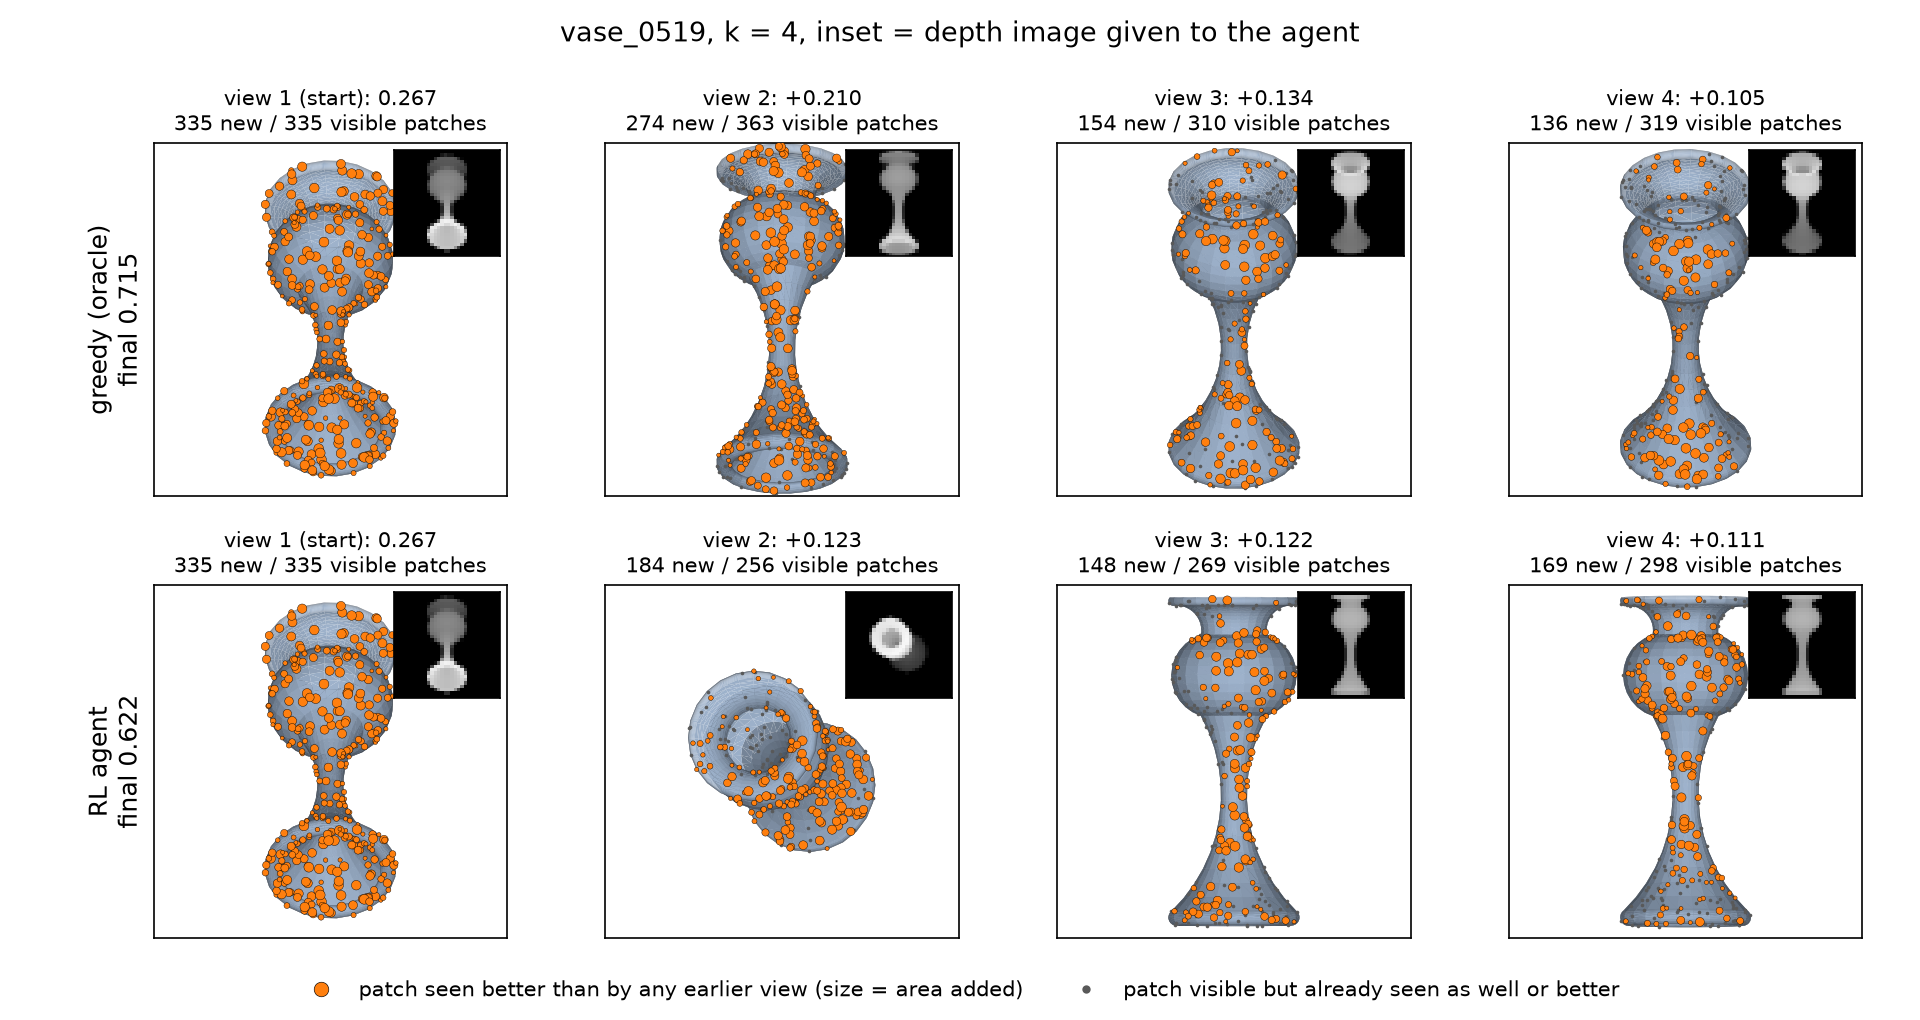 vase_0519, k = 4, inset = depth image given to the agent
greedy (oracle)
final 0.715
view 1 (start): 0.267
335 new / 335 visible patches
view 2: +0.210
274 new / 363 visible patches
view 3: +0.134
154 new / 310 visible patches
view 4: +0.105
136 new / 319 visible patches
RL agent
final 0.622
view 1 (start): 0.267
335 new / 335 visible patches
view 2: +0.123
184 new / 256 visible patches
view 3: +0.122
148 new / 269 visible patches
view 4: +0.111
169 new / 298 visible patches
patch seen better than by any earlier view (size = area added)
patch visible but already seen as well or better